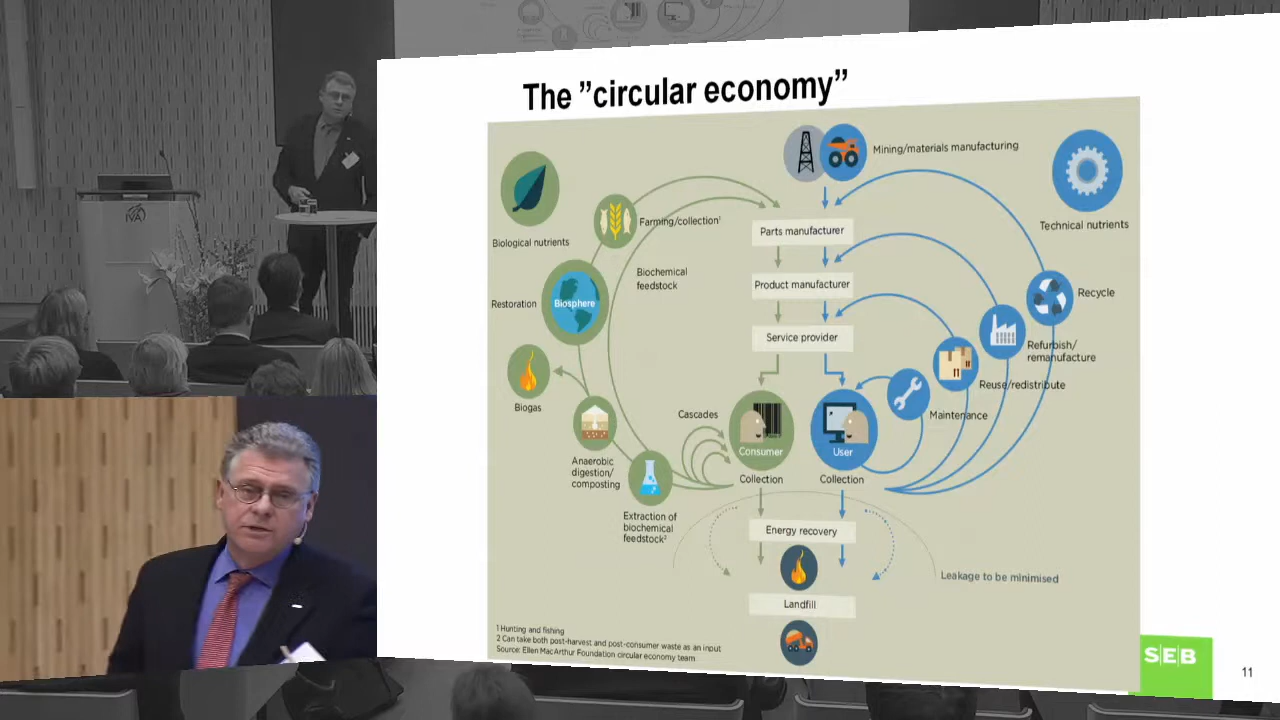 The ”circular economy”
Mining/materials manufacturing
Technical nutrients
Biological nutrients
Farming/collection¹
Parts manufacturer
Biochemical
feedstock
Product manufacturer
Restoration
Biosphere
Recycle
Service provider
Refurbish/
remanufacture
Reuse/redistribute
Biogas
Maintenance
Cascades
Consumer
User
Collection
Collection
Anaerobic
digestion/
composting
Extraction of
biochemical
feedstock²
Energy recovery
Leakage to be minimised
Landfill
1 Hunting and fishing
2 Can take both post-harvest and post-consumer waste as an input
Source: Ellen MacArthur Foundation circular economy team
SEB
11
IVA